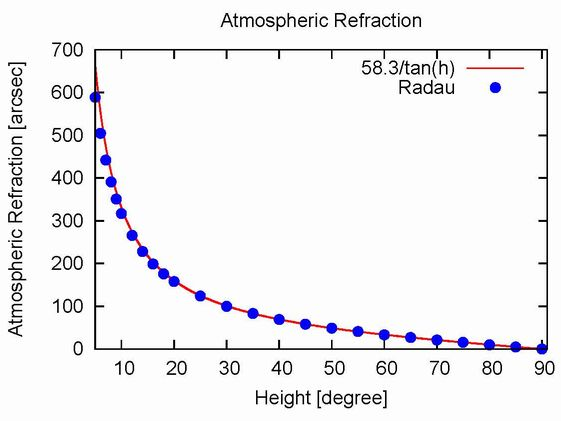 Atmospheric Refraction
700
600
500
400
300
200
100
0
Atmospheric Refraction [arcsec]
58.3/tan(h)
Radau
10 20 30 40 50 60 70 80 90
Height [degree]